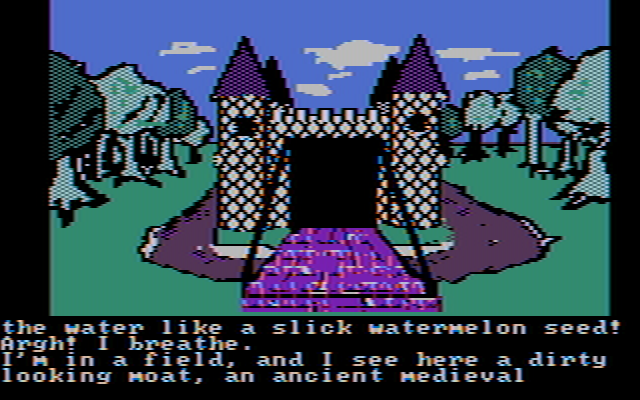 the water like a slick watermelon seed!
Argh! I breathe.
I'm in a field, and I see here a dirty
looking moat, an ancient medieval